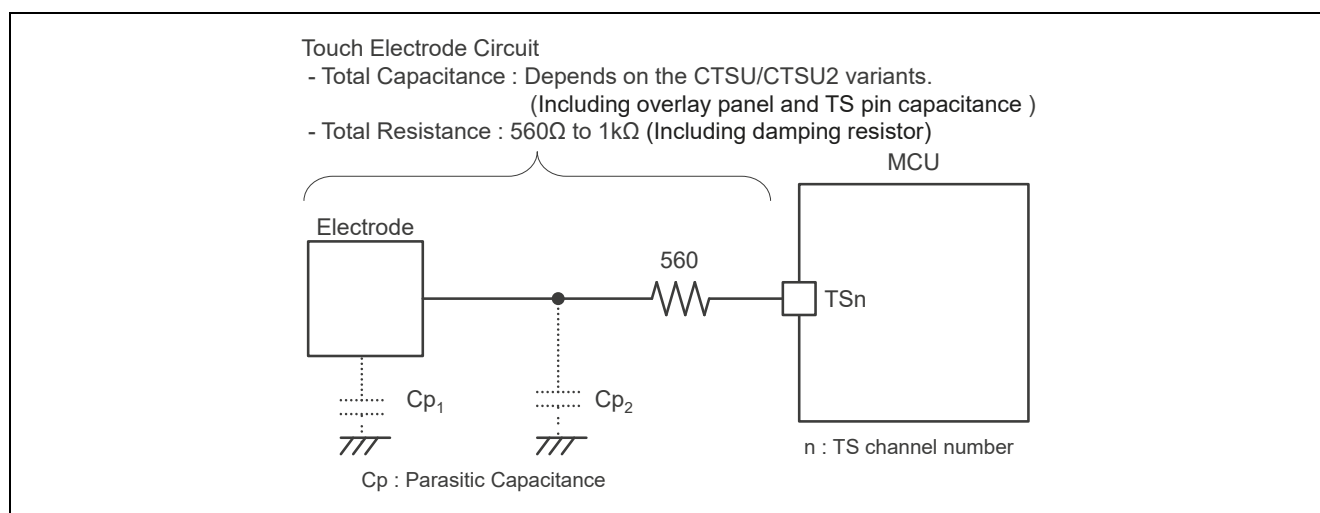 Touch Electrode Circuit
- Total Capacitance : Depends on the CTSU/CTSU2 variants.
(Including overlay panel and TS pin capacitance )
- Total Resistance : 560Ω to 1kΩ (Including damping resistor)
MCU
Electrode
560
TSn
Cp₁
Cp₂
n : TS channel number
Cp : Parasitic Capacitance